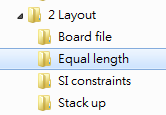 2 Layout
Board file
Equal length
SI constraints
Stack up